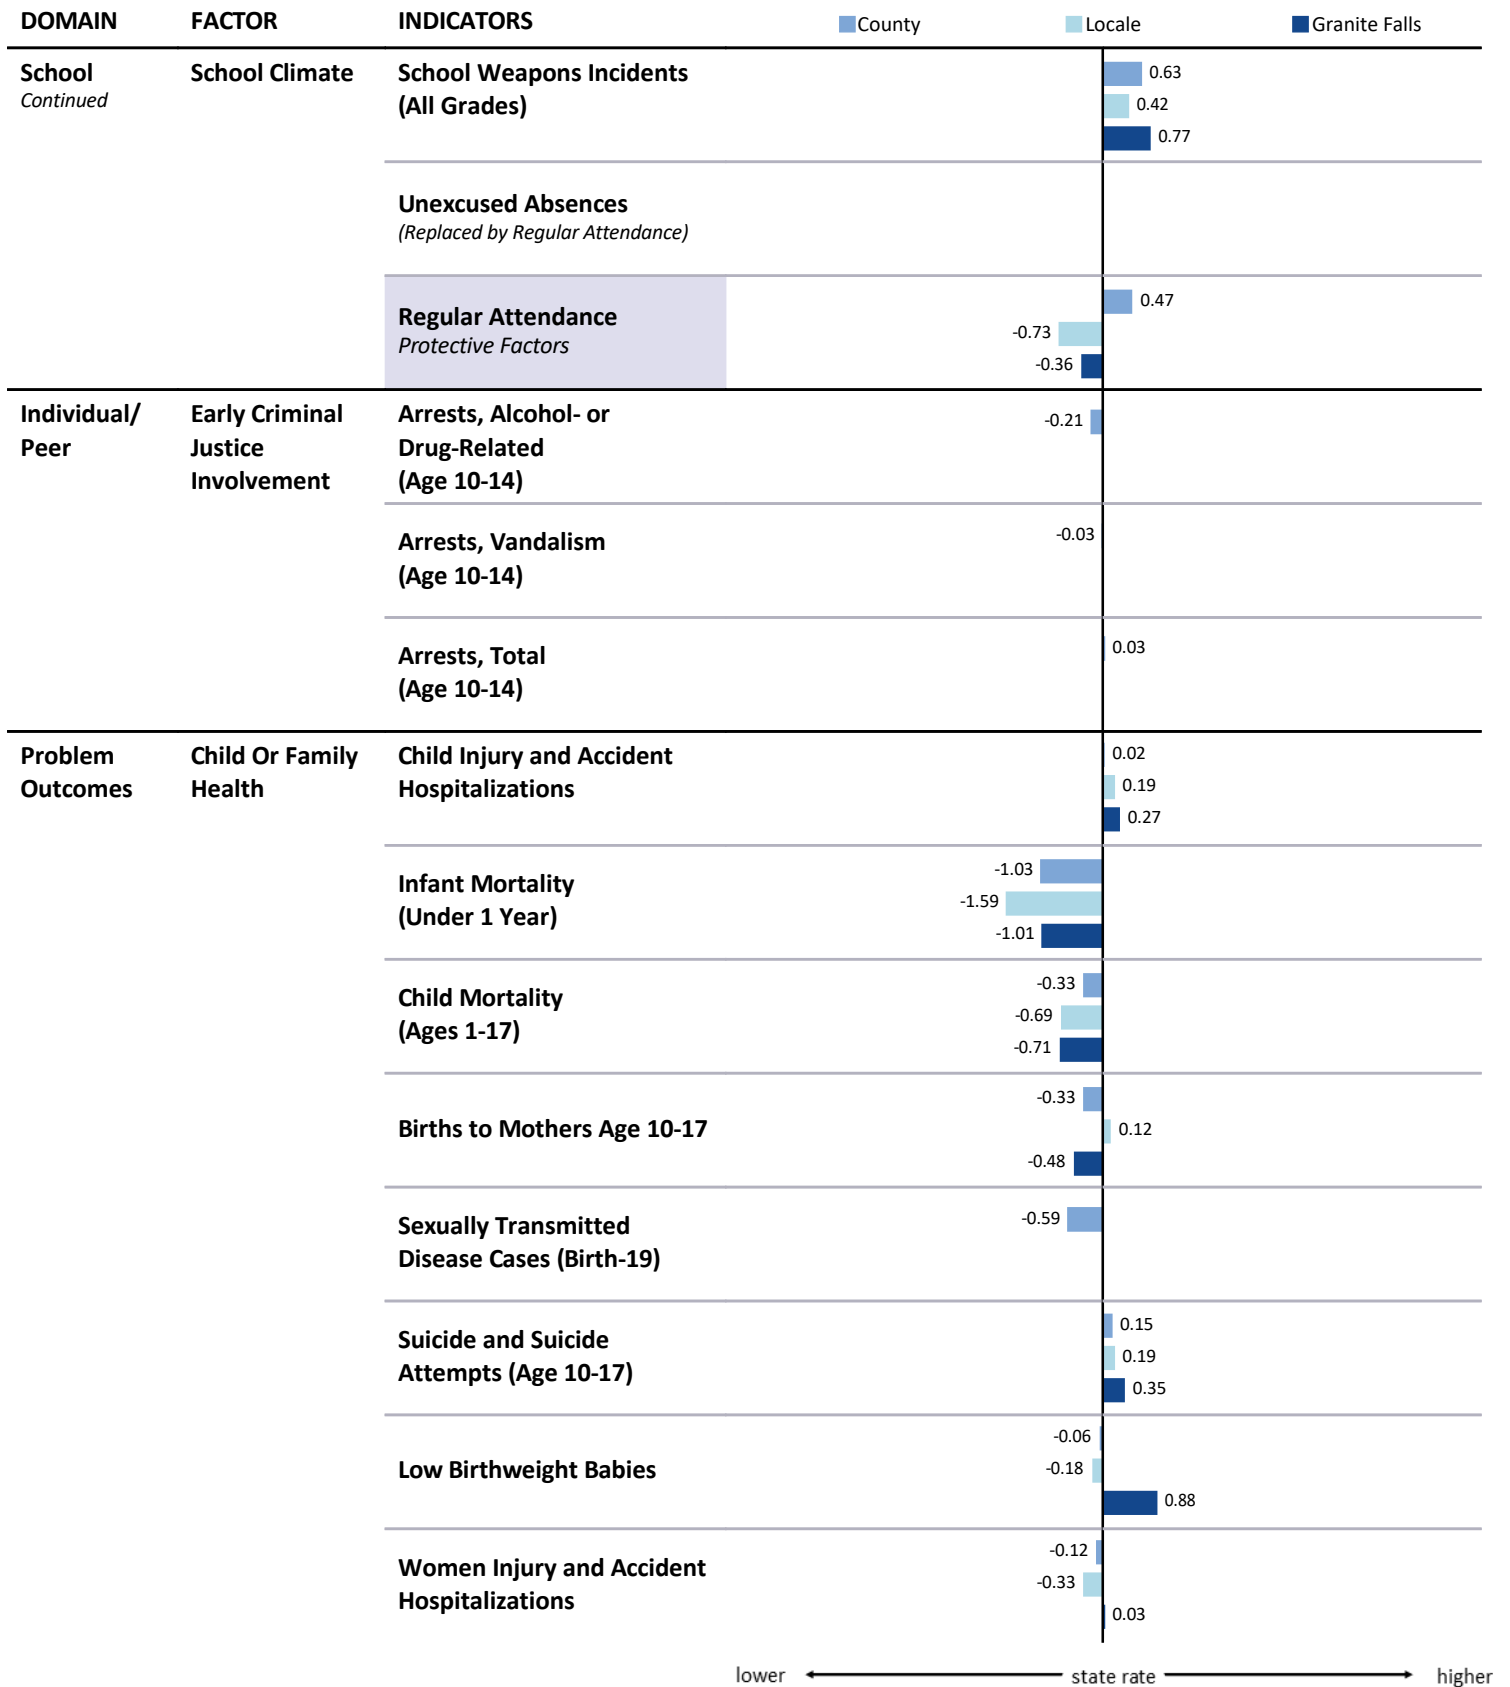 DOMAIN FACTOR INDICATORS County Locale Granite Falls
School School Climate School Weapons Incidents
Continued (All Grades)
0.63
0.42
0.77
Unexcused Absences
(Replaced by Regular Attendance)
Regular Attendance
Protective Factors
0.47
-0.73
-0.36
Individual/ Early Criminal Arrests, Alcohol- or
Peer Justice Drug-Related
Involvement (Age 10-14)
-0.21
Arrests, Vandalism
(Age 10-14)
-0.03
Arrests, Total
(Age 10-14)
0.03
Problem Child Or Family Child Injury and Accident
Outcomes Health Hospitalizations
0.02
0.19
0.27
Infant Mortality
(Under 1 Year)
-1.03
-1.59
-1.01
Child Mortality
(Ages 1-17)
-0.33
-0.69
-0.71
Births to Mothers Age 10-17
-0.33
0.12
-0.48
Sexually Transmitted
Disease Cases (Birth-19)
-0.59
Suicide and Suicide
Attempts (Age 10-17)
0.15
0.19
0.35
Low Birthweight Babies
-0.06
-0.18
0.88
Women Injury and Accident
Hospitalizations
-0.12
-0.33
0.03
lower state rate higher